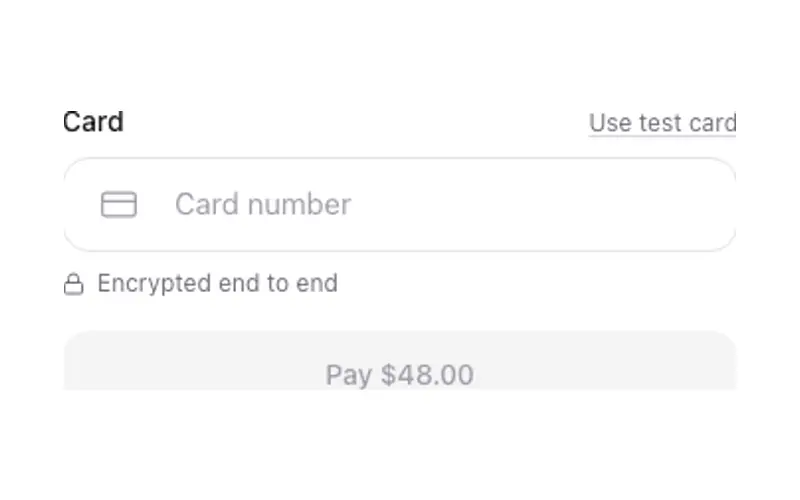 Card
Use test card
Card number
Encrypted end to end
Pay $48.00